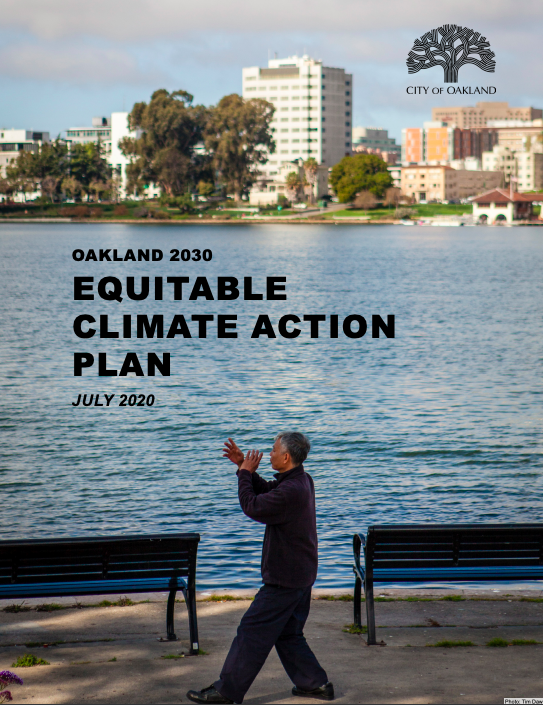 CITY OF OAKLAND
OAKLAND 2030
EQUITABLE
CLIMATE ACTION
PLAN
JULY 2020
Photo: Tim Daw